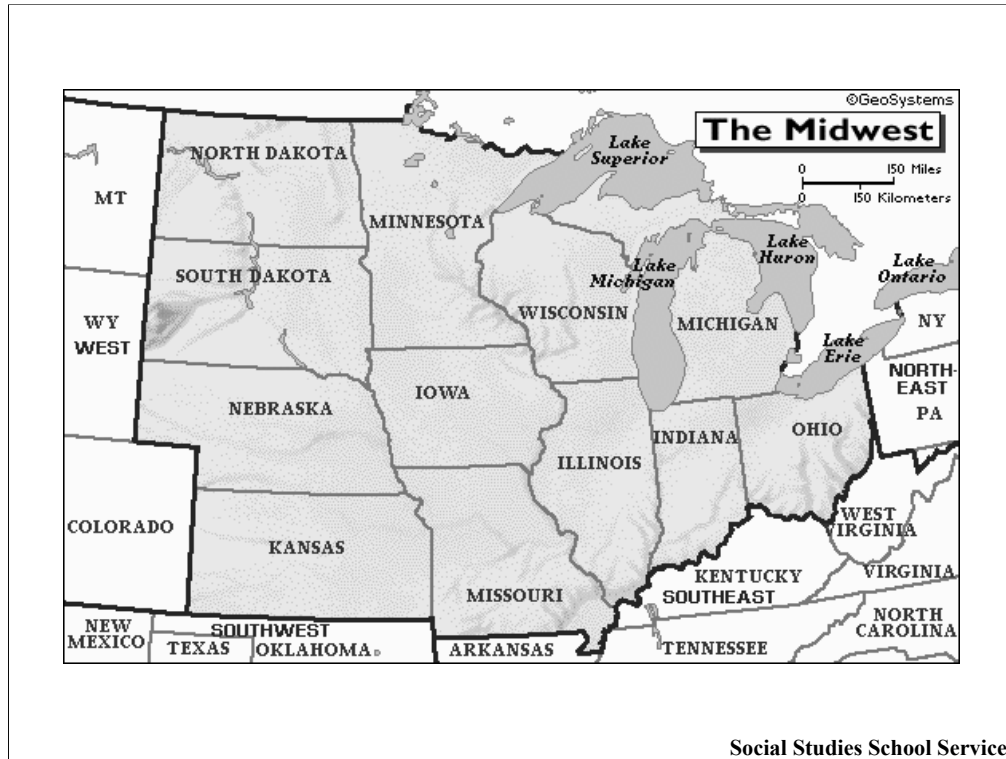 ©GeoSystems
The Midwest
0 150 Miles
0 150 Kilometers
Lake
Superior
NORTH DAKOTA
MT
MINNESOTA
Lake
Huron
Lake
Michigan
Lake
Ontario
SOUTH DAKOTA
WISCONSIN
MICHIGAN
WY
WEST
NY
Lake
Erie
NORTH-
EAST
PA
IOWA
NEBRASKA
OHIO
INDIANA
ILLINOIS
COLORADO
WEST
VIRGINIA
KANSAS
VIRGINIA
KENTUCKY
SOUTHEAST
MISSOURI
NORTH
CAROLINA
NEW
MEXICO
SOUTHWEST
TEXAS
OKLAHOMA
ARKANSAS
TENNESSEE
Social Studies School Service